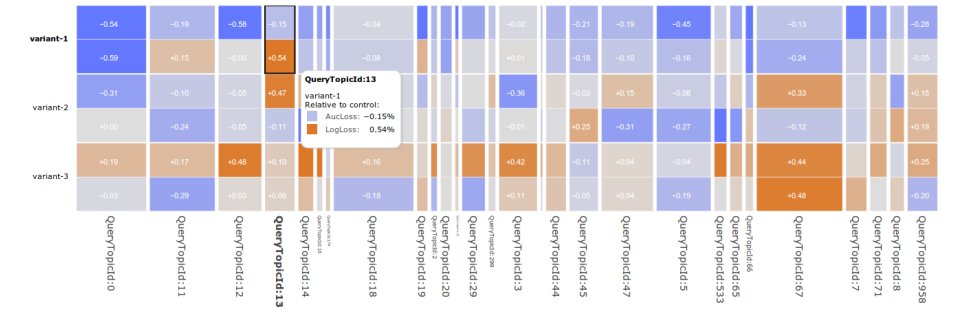 −0.54 −0.19 −0.58 −0.15 −0.04 −0.02 −0.21 −0.19 −0.45 −0.13 −0.28
variant-1
−0.59 +0.15 −0.00 +0.54 −0.08 +0.01 −0.18 −0.10 −0.16 −0.24 −0.05
−0.31 −0.10 −0.05 +0.47 −0.36 −0.03 +0.15 −0.08 +0.33 +0.15
variant-2
+0.00 −0.24 −0.05 −0.11 −0.01 +0.25 −0.31 −0.27 −0.12 +0.19
QueryTopicId:13
variant-1
Relative to control:
AucLoss: −0.15%
LogLoss: 0.54%
+0.19 +0.17 +0.48 +0.10 +0.16 +0.42 −0.11 +0.04 −0.04 +0.44 +0.25
variant-3
−0.03 −0.29 +0.03 +0.06 −0.18 +0.11 −0.05 −0.04 −0.19 +0.48 −0.20
QueryTopicId:0
QueryTopicId:11
QueryTopicId:12
QueryTopicId:13
QueryTopicId:14
QueryTopicId:18
QueryTopicId:19
QueryTopicId:2
QueryTopicId:20
QueryTopicId:29
QueryTopicId:299
QueryTopicId:3
QueryTopicId:44
QueryTopicId:45
QueryTopicId:47
QueryTopicId:5
QueryTopicId:533
QueryTopicId:65
QueryTopicId:66
QueryTopicId:67
QueryTopicId:7
QueryTopicId:71
QueryTopicId:8
QueryTopicId:958